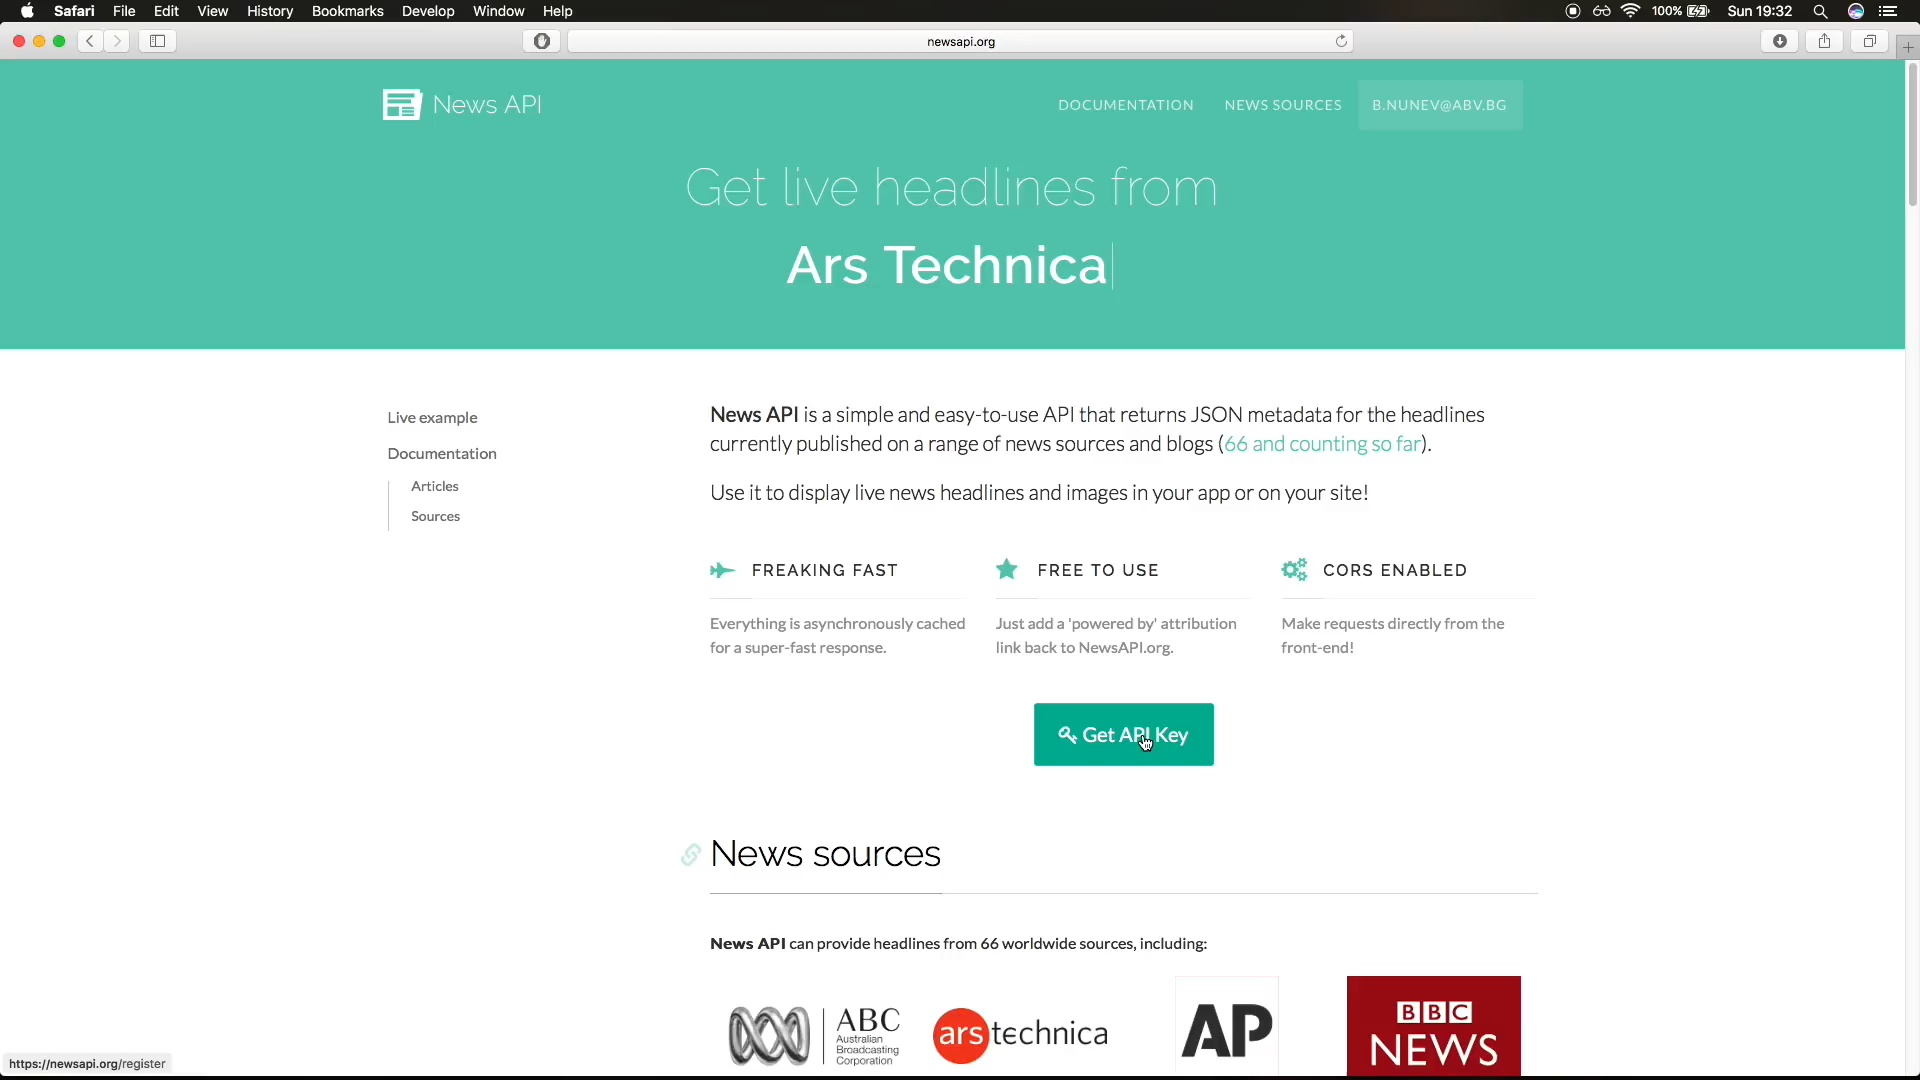 Safari File Edit View History Bookmarks Develop Window Help 100% Sun 19:32
newsapi.org
News API DOCUMENTATION NEWS SOURCES B.NUNEV@ABV.BG
Get live headlines from
Ars Technica
Live example
Documentation
Articles
Sources
News API is a simple and easy-to-use API that returns JSON metadata for the headlines
currently published on a range of news sources and blogs (66 and counting so far).
Use it to display live news headlines and images in your app or on your site!
FREAKING FAST
Everything is asynchronously cached
for a super-fast response.
FREE TO USE
Just add a 'powered by' attribution
link back to NewsAPI.org.
CORS ENABLED
Make requests directly from the
front-end!
Get API Key
News sources
News API can provide headlines from 66 worldwide sources, including:
ABC
Australian
Broadcasting
Corporation
ars technica
AP
BBC
NEWS
https://newsapi.org/register